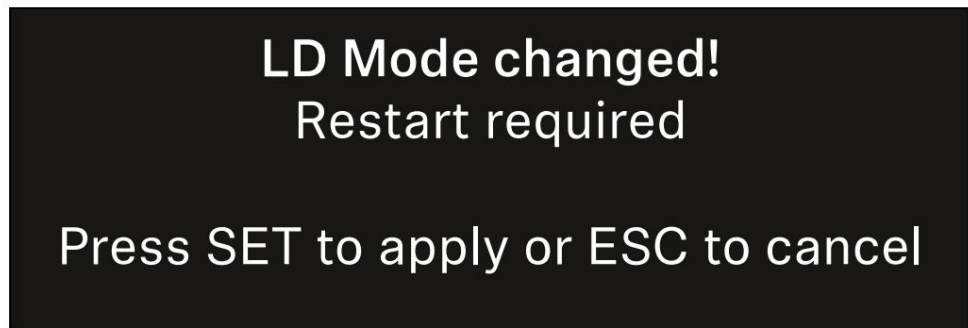 LD Mode changed!
Restart required
Press SET to apply or ESC to cancel